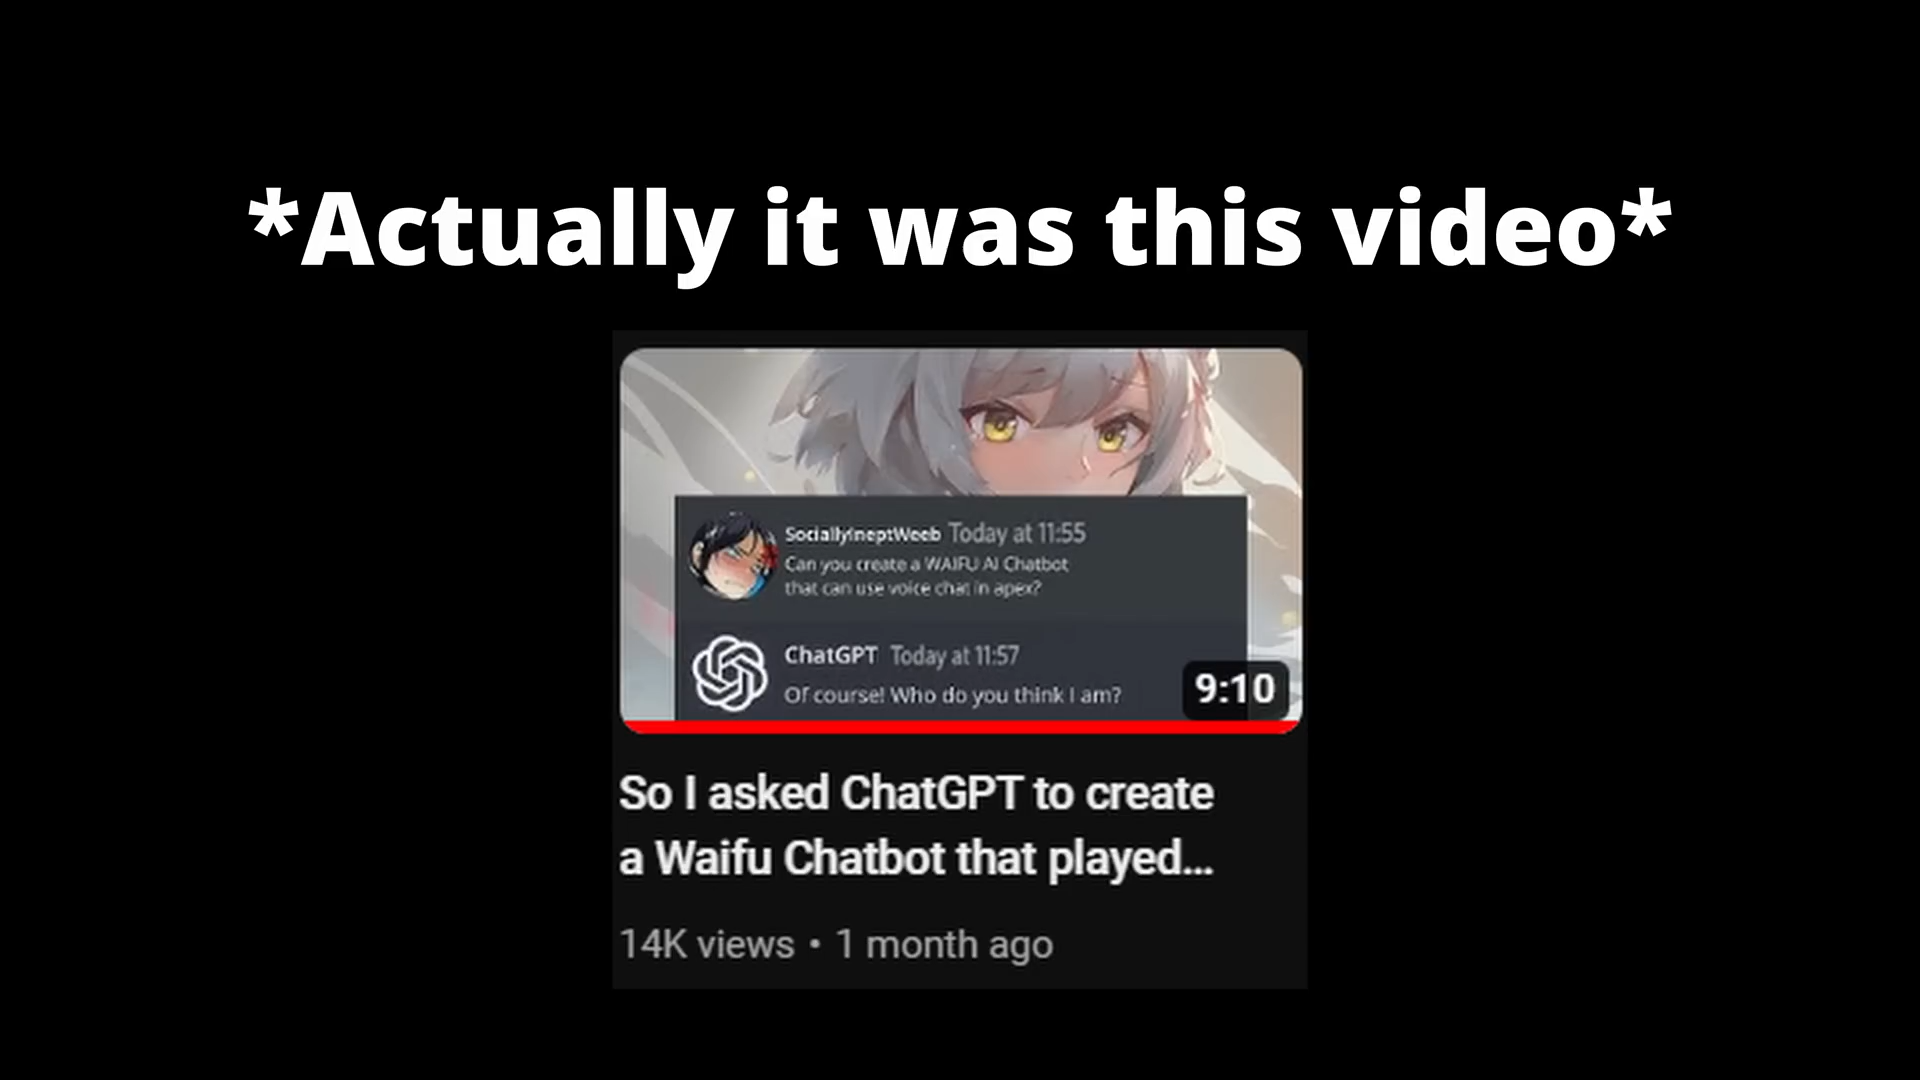 *Actually it was this video*
SociallyIneptWeeb Today at 11:55
Can you create a WAIFU AI Chatbot
that can use voice chat in apex?
ChatGPT Today at 11:57
Of course! Who do you think I am?
9:10
So I asked ChatGPT to create
a Waifu Chatbot that played...
14K views • 1 month ago